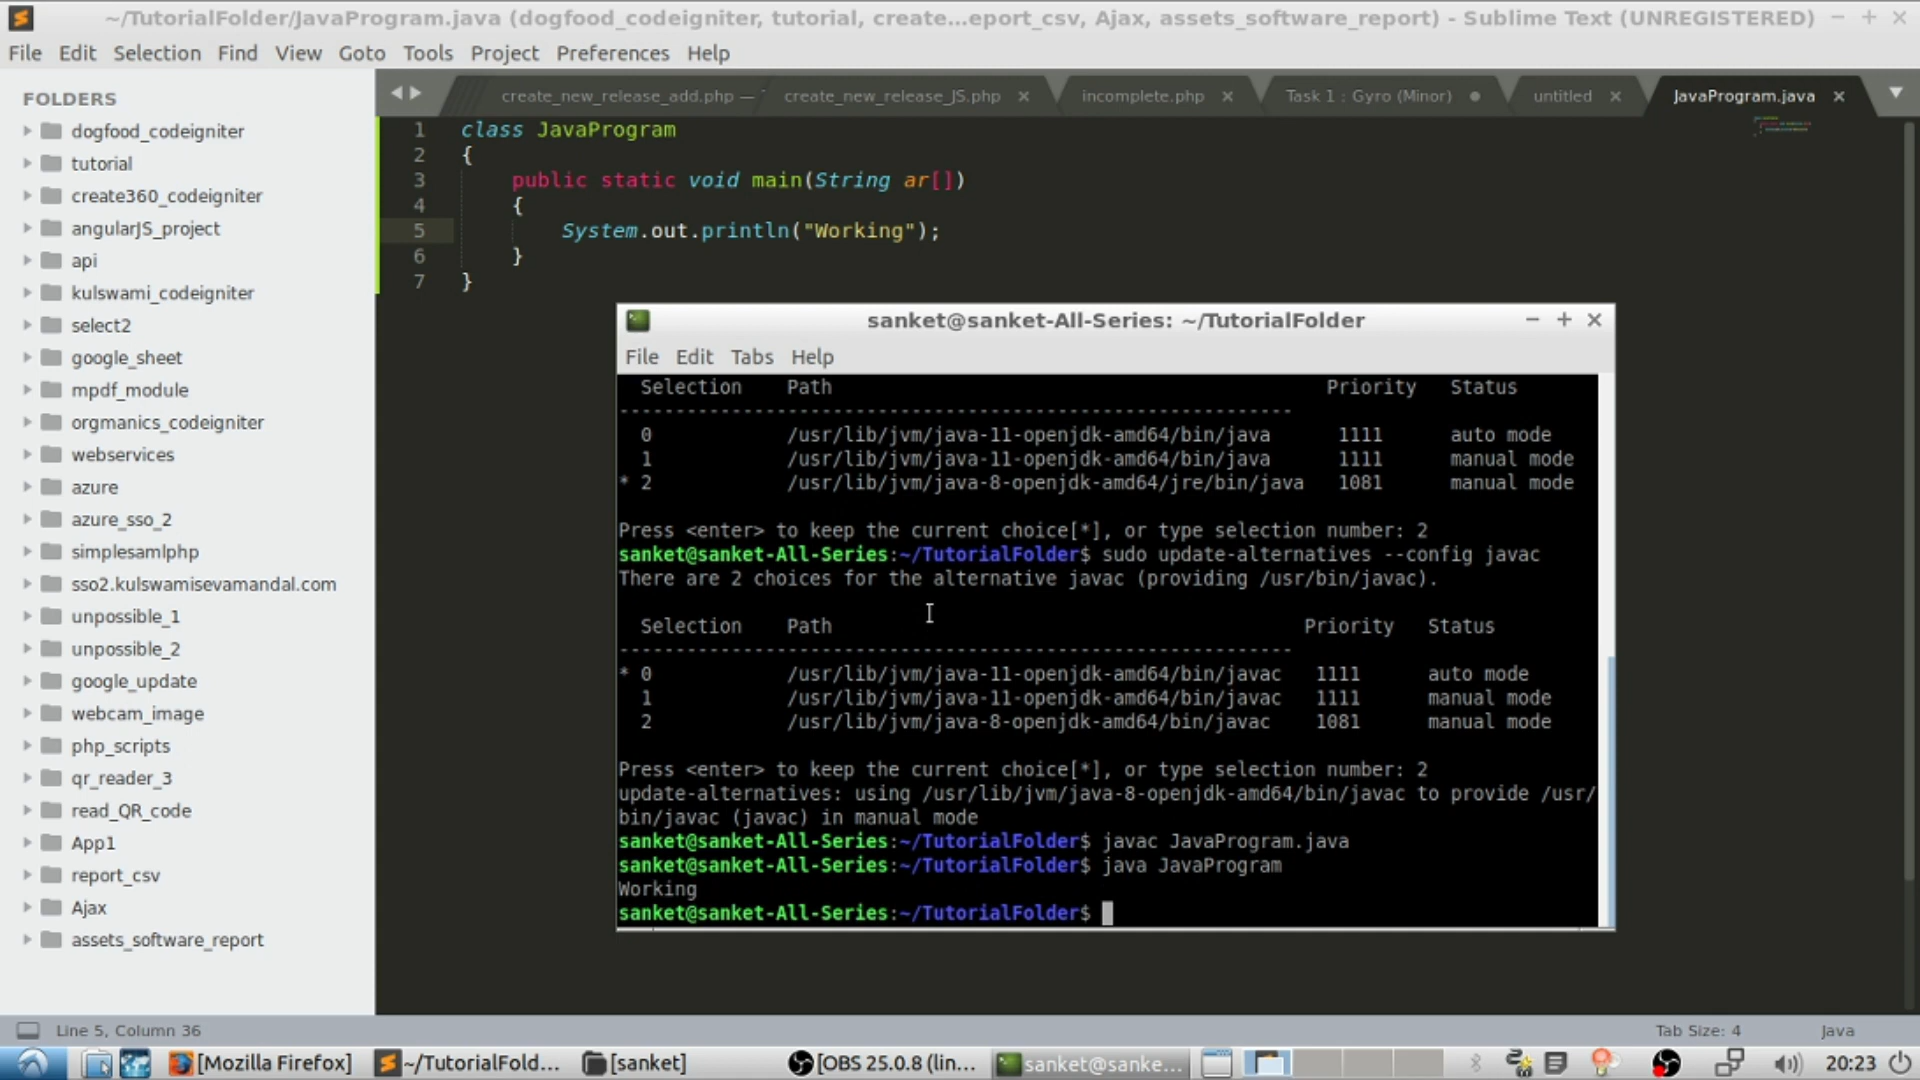 ~/TutorialFolder/JavaProgram.java (dogfood_codeigniter, tutorial, create...eport_csv, Ajax, assets_software_report) - Sublime Text (UNREGISTERED)
File Edit Selection Find View Goto Tools Project Preferences Help
FOLDERS
dogfood_codeigniter
tutorial
create360_codeigniter
angularJS_project
api
kulswami_codeigniter
select2
google_sheet
mpdf_module
orgmanics_codeigniter
webservices
azure
azure_sso_2
simplesamlphp
sso2.kulswamisevamandal.com
unpossible_1
unpossible_2
google_update
webcam_image
php_scripts
qr_reader_3
read_QR_code
App1
report_csv
Ajax
assets_software_report
create_new_release_add.php — create_new_release_JS.php incomplete.php Task 1 : Gyro (Minor) untitled JavaProgram.java
1 class JavaProgram
2 {
3 public static void main(String ar[])
4 {
5 System.out.println("Working");
6 }
7 }
sanket@sanket-All-Series: ~/TutorialFolder
File Edit Tabs Help
Selection Path Priority Status
------------------------------------------------------------
0 /usr/lib/jvm/java-11-openjdk-amd64/bin/java 1111 auto mode
1 /usr/lib/jvm/java-11-openjdk-amd64/bin/java 1111 manual mode
* 2 /usr/lib/jvm/java-8-openjdk-amd64/jre/bin/java 1081 manual mode
Press <enter> to keep the current choice[*], or type selection number: 2
sanket@sanket-All-Series:~/TutorialFolder$ sudo update-alternatives --config javac
There are 2 choices for the alternative javac (providing /usr/bin/javac).
Selection Path Priority Status
------------------------------------------------------------
* 0 /usr/lib/jvm/java-11-openjdk-amd64/bin/javac 1111 auto mode
1 /usr/lib/jvm/java-11-openjdk-amd64/bin/javac 1111 manual mode
2 /usr/lib/jvm/java-8-openjdk-amd64/bin/javac 1081 manual mode
Press <enter> to keep the current choice[*], or type selection number: 2
update-alternatives: using /usr/lib/jvm/java-8-openjdk-amd64/bin/javac to provide /usr/
bin/javac (javac) in manual mode
sanket@sanket-All-Series:~/TutorialFolder$ javac JavaProgram.java
sanket@sanket-All-Series:~/TutorialFolder$ java JavaProgram
Working
sanket@sanket-All-Series:~/TutorialFolder$
Line 5, Column 36 Tab Size: 4 Java
[Mozilla Firefox] ~/TutorialFold... [sanket] [OBS 25.0.8 (lin... sanket@sanke... 20:23